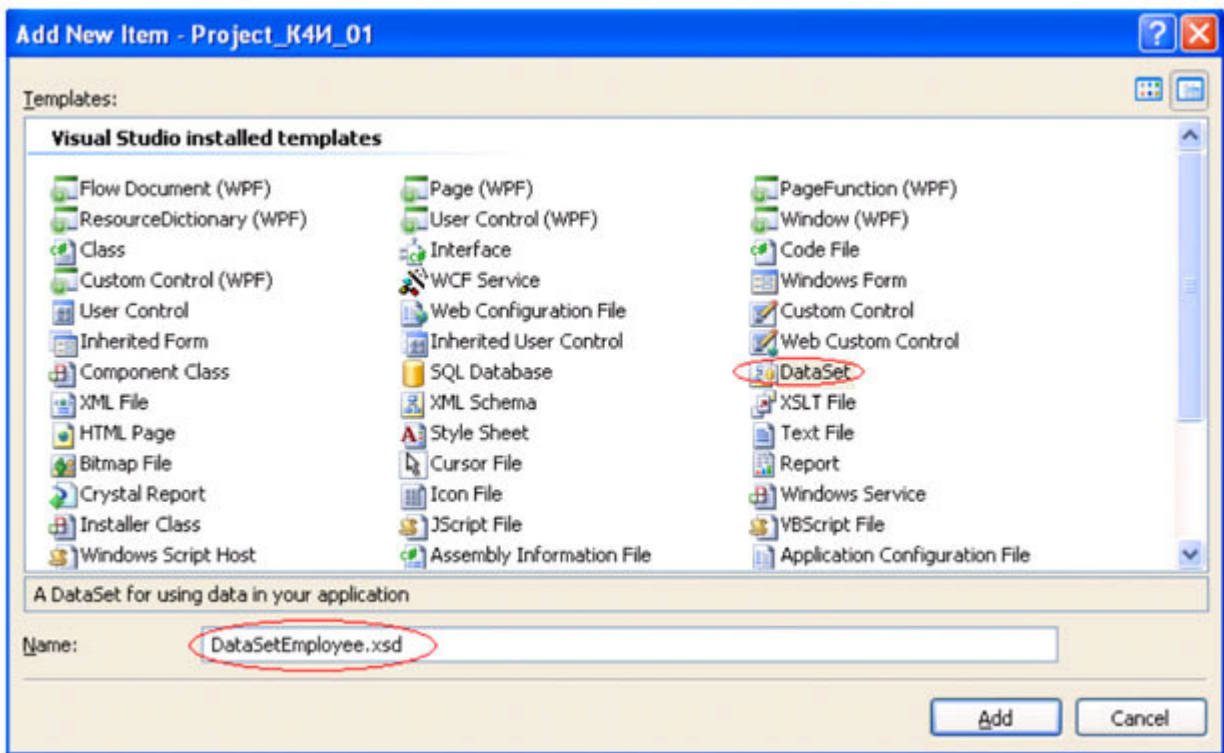 Add New Item - Project_К4И_01
Templates:
Visual Studio installed templates
Flow Document (WPF) Page (WPF) PageFunction (WPF)
ResourceDictionary (WPF) User Control (WPF) Window (WPF)
Class Interface Code File
Custom Control (WPF) WCF Service Windows Form
User Control Web Configuration File Custom Control
Inherited Form Inherited User Control Web Custom Control
Component Class SQL Database DataSet
XML File XML Schema XSLT File
HTML Page Style Sheet Text File
Bitmap File Cursor File Report
Crystal Report Icon File Windows Service
Installer Class JScript File VBScript File
Windows Script Host Assembly Information File Application Configuration File
A DataSet for using data in your application
Name: DataSetEmployee.xsd
Add Cancel